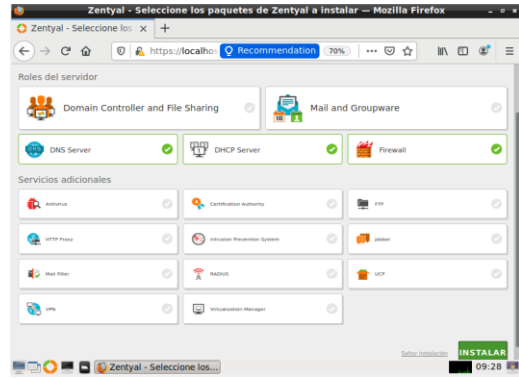 Zentyal - Seleccione los paquetes de Zentyal a instalar — Mozilla Firefox
Zentyal - Seleccione los
https://localho: Recommendation 70%
Roles del servidor
Domain Controller and File Sharing
Mail and Groupware
DNS Server
DHCP Server
Firewall
Servicios adicionales
Antivirus
Certification Authority
FTP
HTTP Proxy
Intrusion Prevention System
Jabber
Mail Filter
RADIUS
UCP
VPN
Virtualization Manager
Saltar instalación
INSTALAR
Zentyal - Seleccione los...
09:28